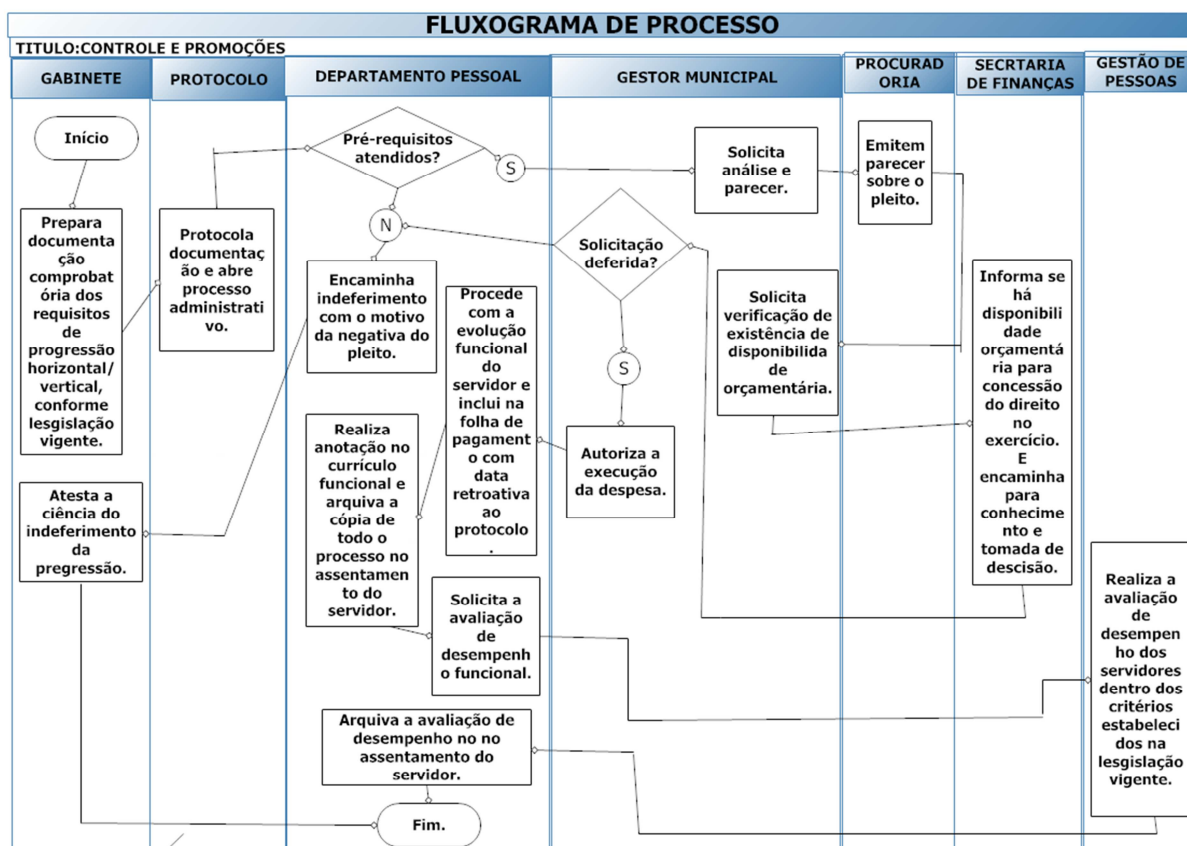 FLUXOGRAMA DE PROCESSO
TITULO:CONTROLE E PROMOÇÕES
GABINETE
PROTOCOLO
DEPARTAMENTO PESSOAL
GESTOR MUNICIPAL
PROCURAD
ORIA
SECRTARIA
DE FINANÇAS
GESTÃO DE
PESSOAS
Início
Prepara
documenta
ção
comprobat
ória dos
requisitos
de
progressão
horizontal/
vertical,
conforme
lesgislação
vigente.
Protocola
documentaç
ão e abre
processo
administrati
vo.
Pré-requisitos
atendidos?
S
N
Solicita
análise e
parecer.
Emitem
parecer
sobre o
pleito.
Solicitação
deferida?
S
Encaminha
indeferimento
com o motivo
da negativa do
pleito.
Solicita
verificação de
existência de
disponibilida
de
orçamentária.
Informa se
há
disponibili
dade
orçamentá
ria para
concessão
do direito
no
exercício.
E
encaminha
para
conhecime
nto e
tomada de
descisão.
Autoriza a
execução
da despesa.
Procede
com a
evolução
funcional
do
servidor e
inclui na
folha de
pagament
o com data
retroativa
ao
protocolo
.
Realiza
anotação no
currículo
funcional e
arquiva a
cópia de
todo o
processo no
assentamen
to do
servidor.
Atesta a
ciência do
indeferimento
da
pregressão.
Solicita a
avaliação
de
desempenh
o funcional.
Realiza a
avaliação
de
desempen
ho dos
servidores
dentro dos
critérios
estabeleci
dos na
lesgislação
vigente.
Arquiva a avaliação de
desempenho no no
assentamento do
servidor.
Fim.